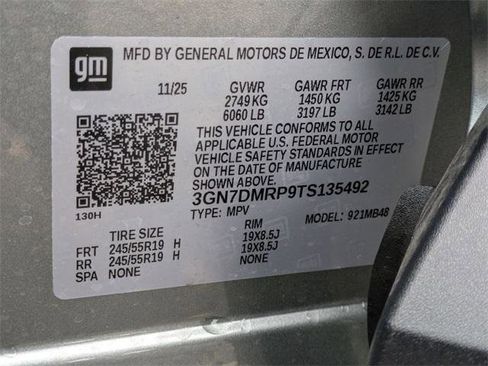 gm
MFD BY GENERAL MOTORS DE MEXICO, S. DE R.L. DE C.V.
11/25 GVWR GAWR FRT GAWR RR
2749 KG 1450 KG 1425 KG
6060 LB 3197 LB 3142 LB
THIS VEHICLE CONFORMS TO ALL
APPLICABLE U.S. FEDERAL MOTOR
VEHICLE SAFETY STANDARDS IN EFFECT
ON THE DATE OF MANUFACTURE
SHOWN ABOVE.
3GN7DMRP9TS135492
130H
TYPE: MPV MODEL: 921MB48
TIRE SIZE RIM
FRT 245/55R19 H 19X8.5J
RR 245/55R19 H 19X8.5J
SPA NONE NONE